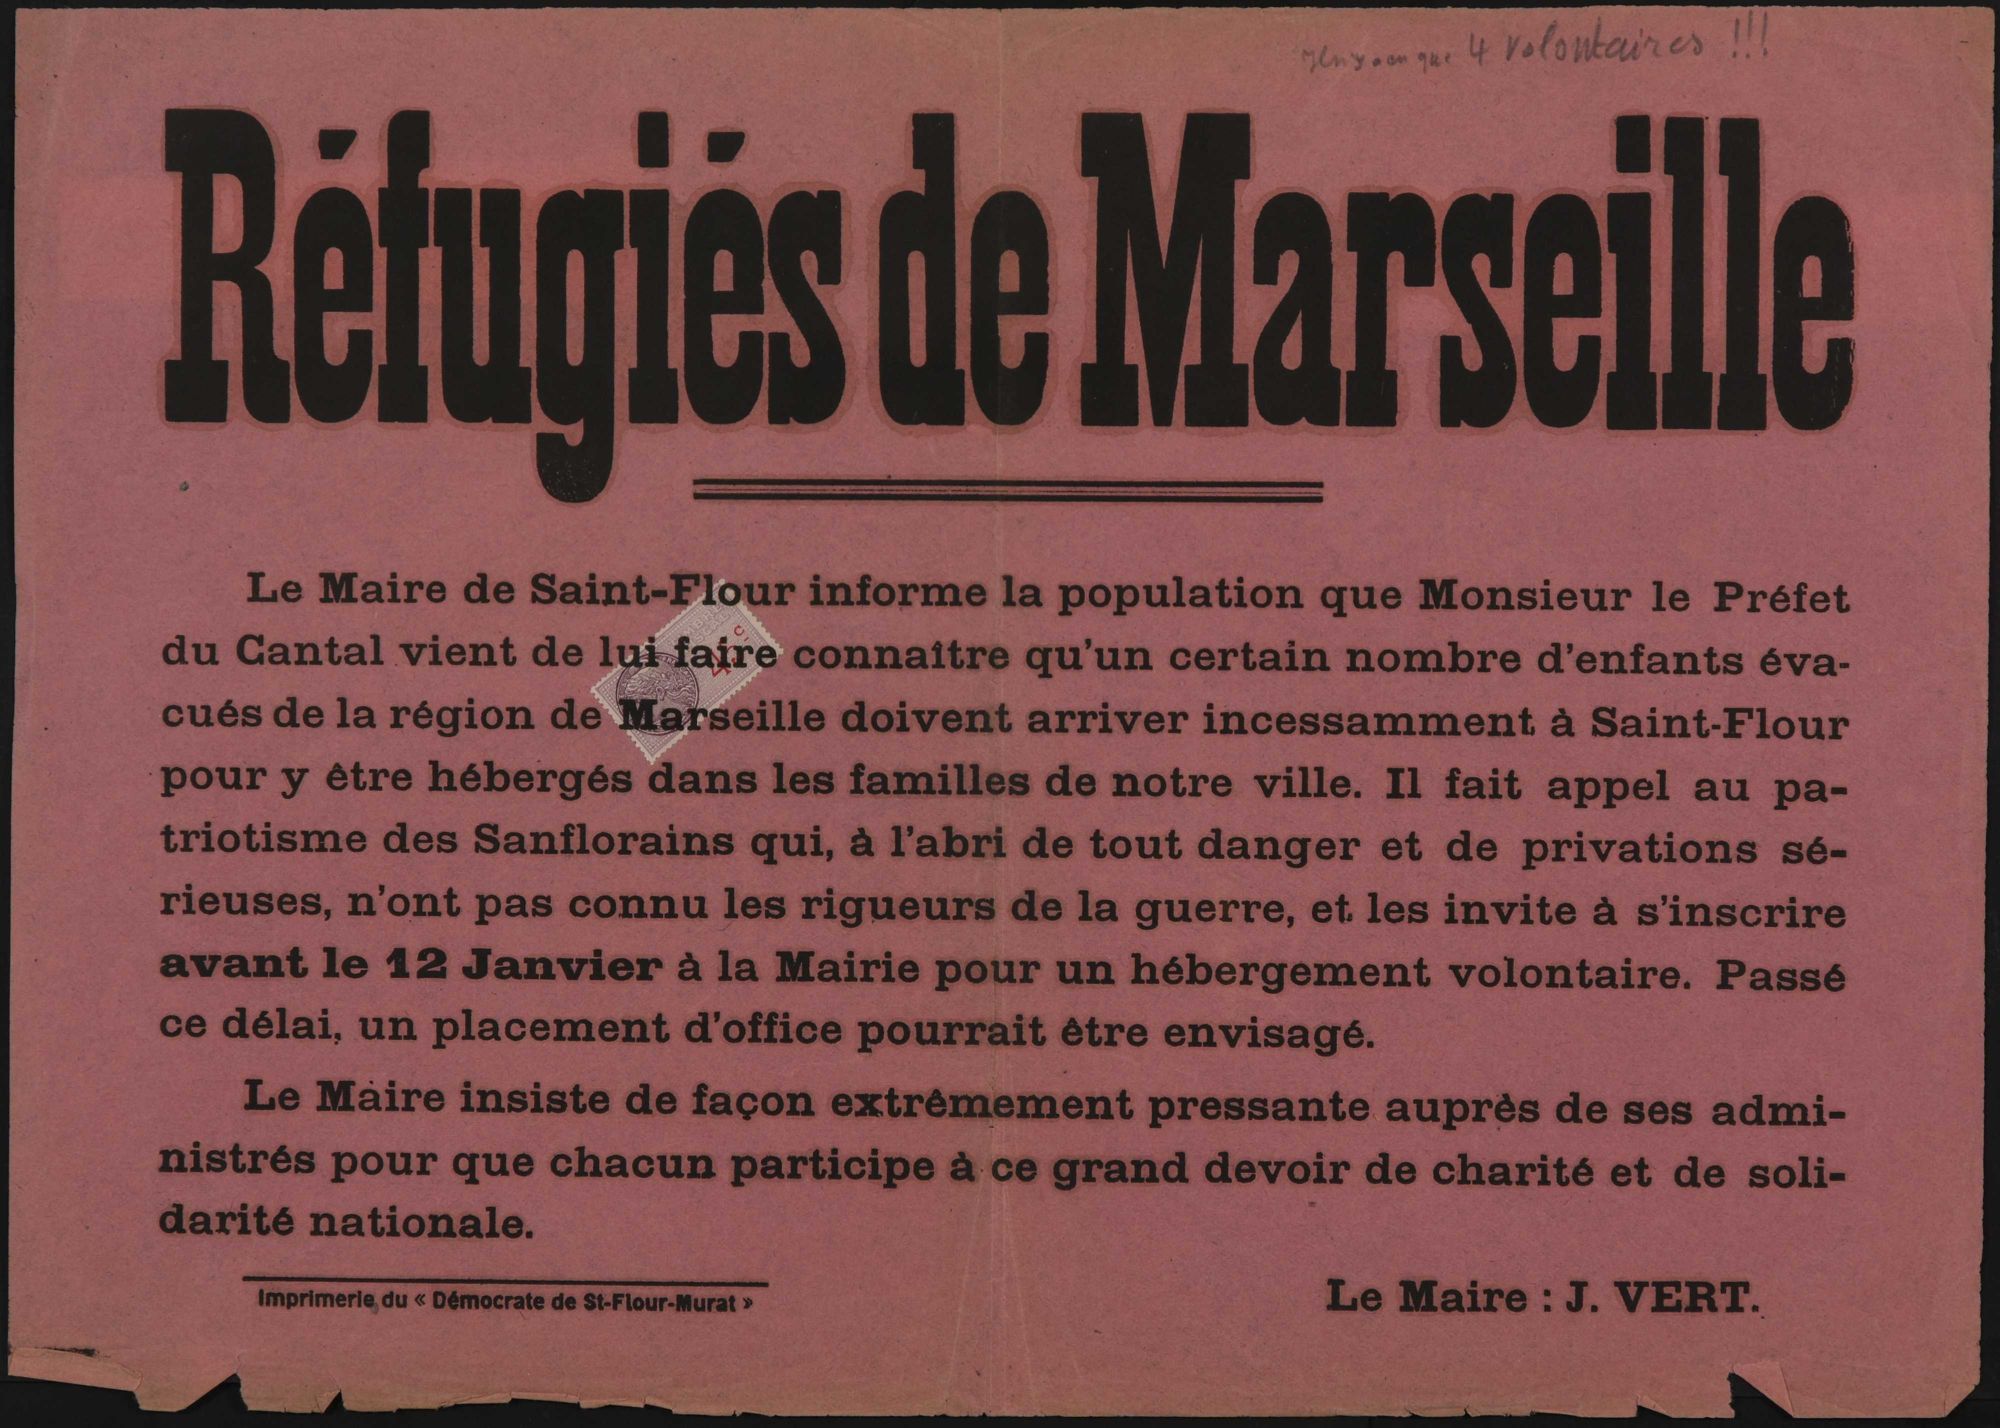 Il n'y a eu que 4 volontaires !!!
Réfugiés de Marseille
Le Maire de Saint-Flour informe la population que Monsieur le Préfet
du Cantal vient de lui faire connaître qu'un certain nombre d'enfants éva-
cués de la région de Marseille doivent arriver incessamment à Saint-Flour
pour y être hébergés dans les familles de notre ville. Il fait appel au pa-
triotisme des Sanflorains qui, à l'abri de tout danger et de privations sé-
rieuses, n'ont pas connu les rigueurs de la guerre, et les invite à s'inscrire
avant le 12 Janvier à la Mairie pour un hébergement volontaire. Passé
ce délai, un placement d'office pourrait être envisagé.
Le Maire insiste de façon extrêmement pressante auprès de ses admi-
nistrés pour que chacun participe à ce grand devoir de charité et de soli-
darité nationale.
Imprimerie du « Démocrate de St-Flour-Murat »
Le Maire : J. VERT.